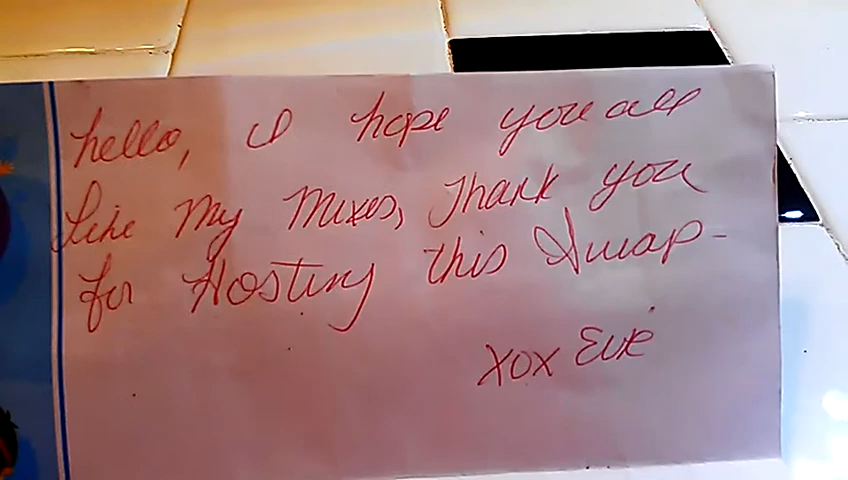 hello, I hope you all
Like My Mixes, Thank you
for Hosting this Swap-
xox Eve